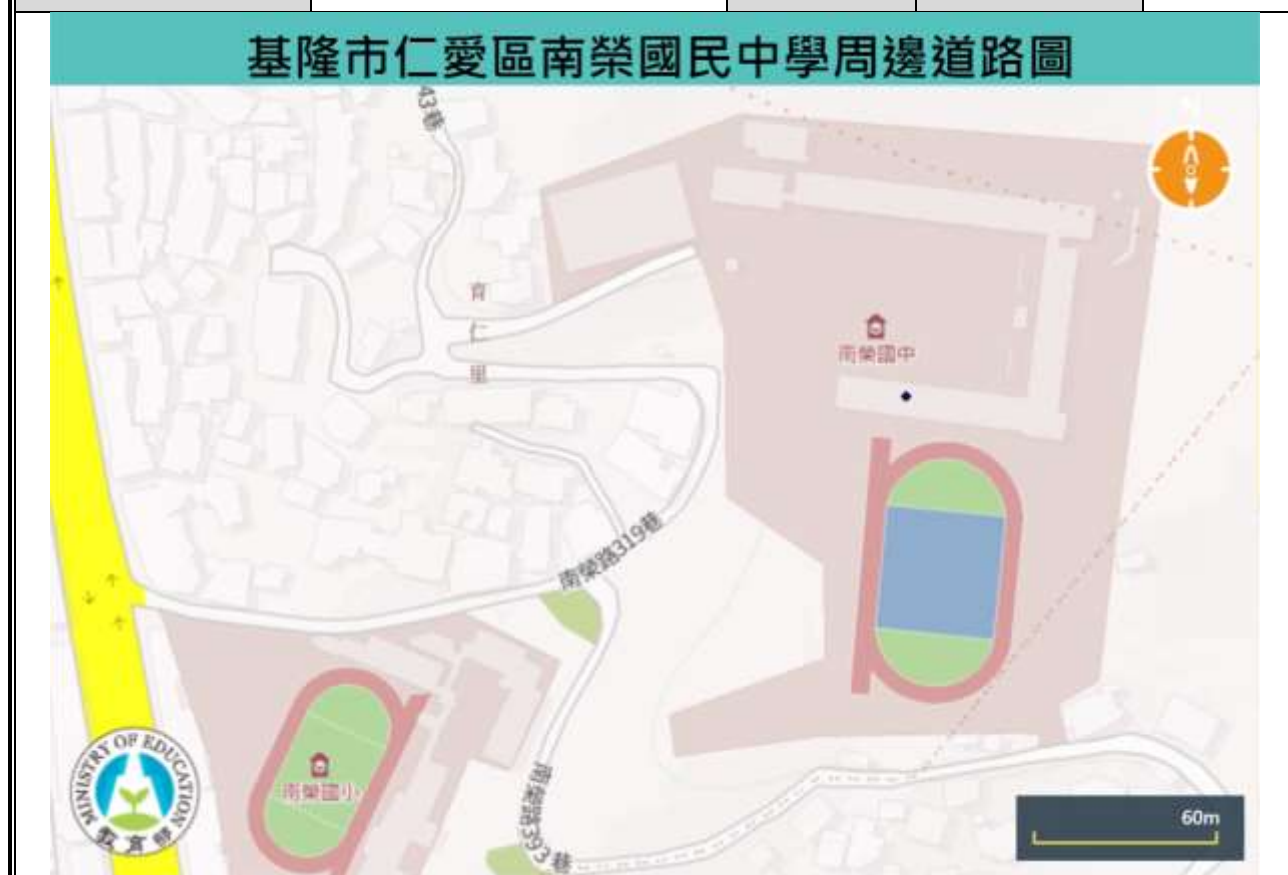 基隆市仁愛區南榮國民中學周邊道路圖
43巷
育仁里
南榮國中
南榮路319巷
南榮國小
南榮路393巷
MINISTRY OF EDUCATION
教育部
60m